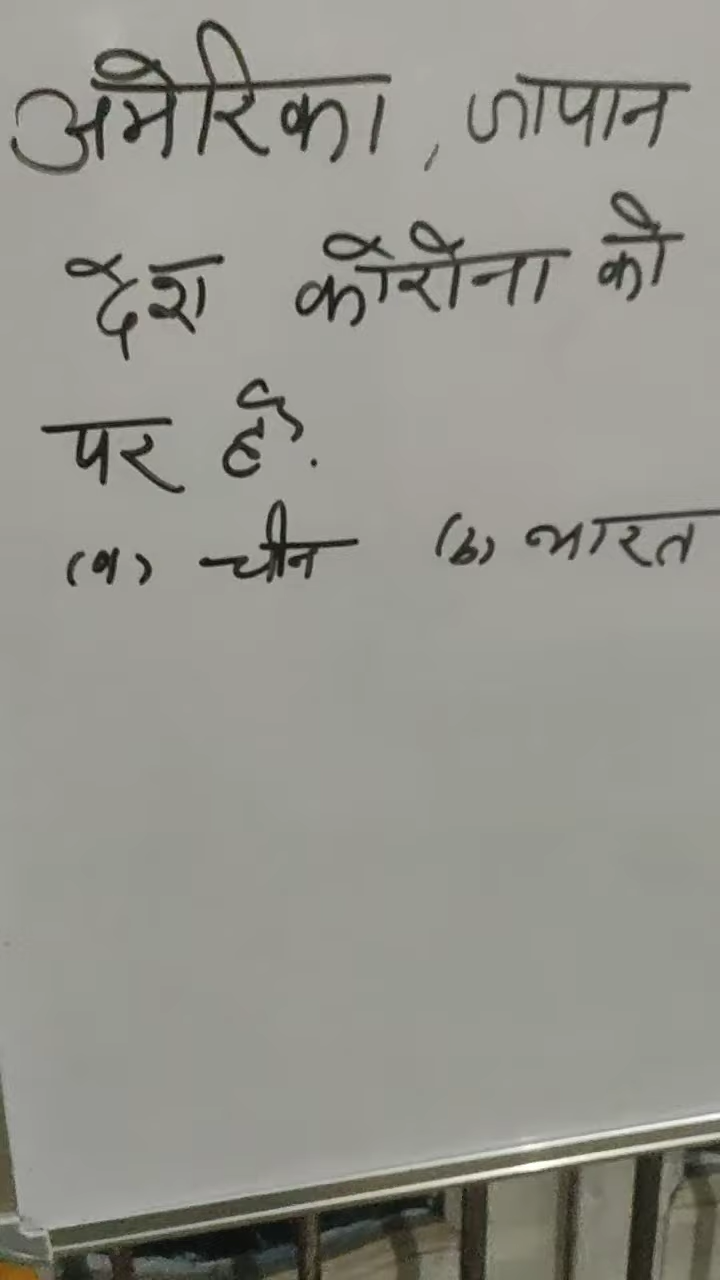 अमेरिका, जापान
देश कोरोना को
पर है.
(a) चीन (b) भारत